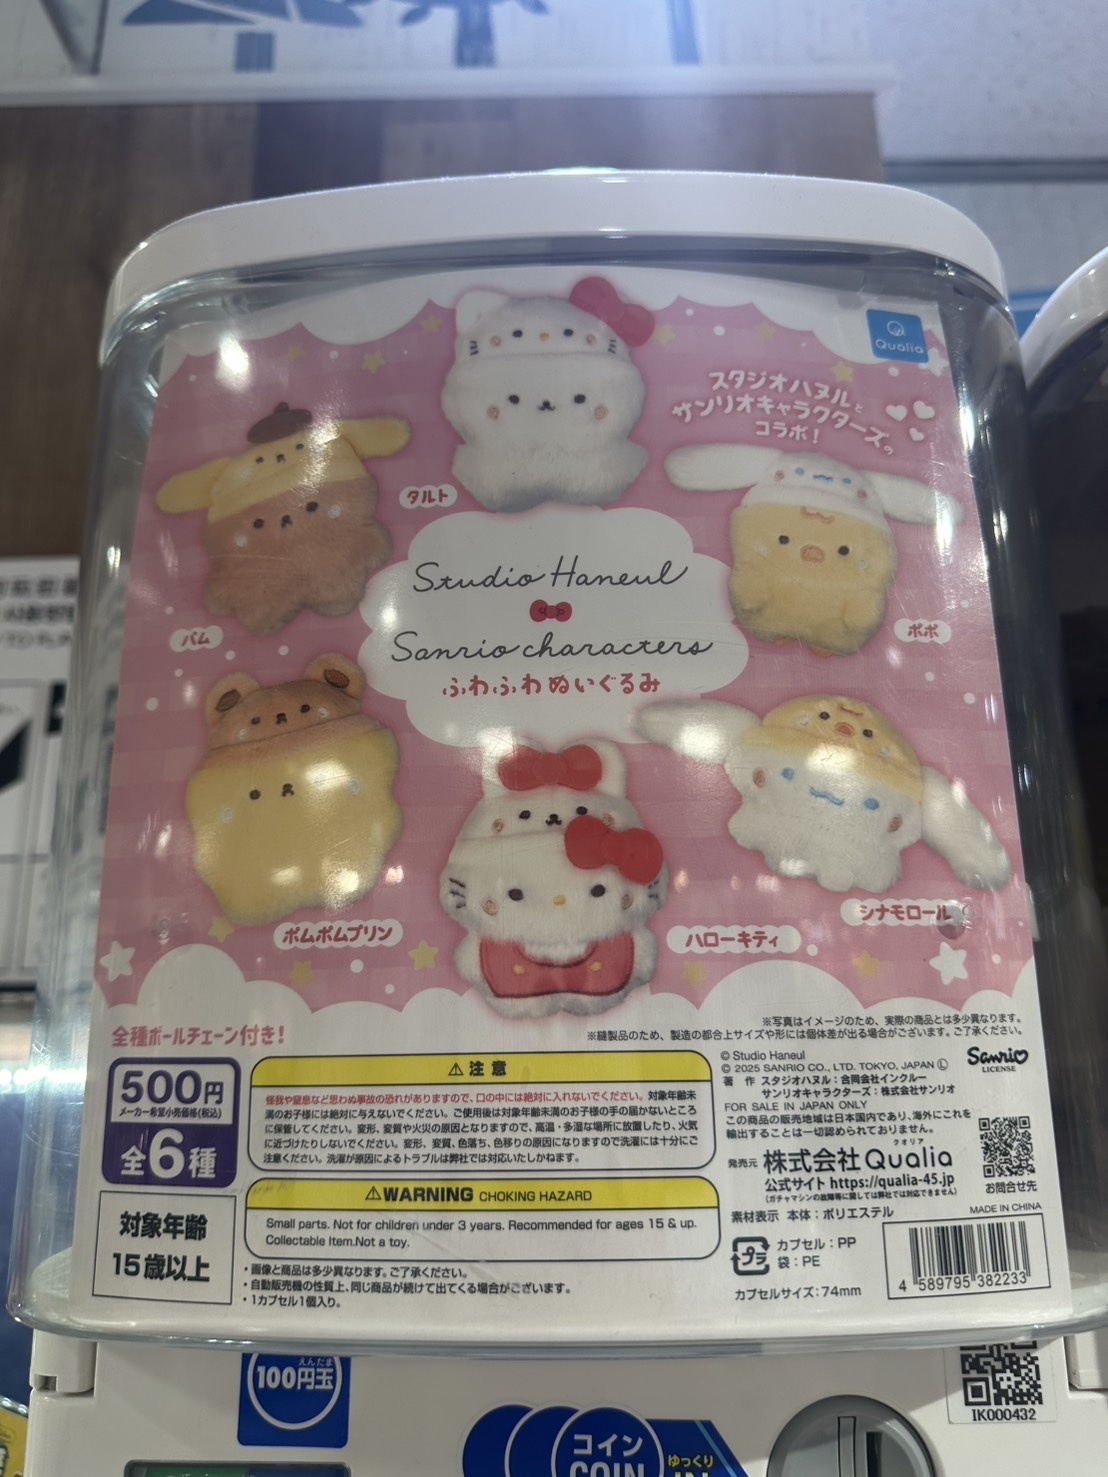 Qualia
スタジオハヌルと
サンリオキャラクターズの
コラボ!
タルト
Studio Haneul
Sanrio characters
ふわふわぬいぐるみ
バム
ポポ
ポムポムプリン
ハローキティ
シナモロール
全種ボールチェーン付き!
※写真はイメージのため、実際の商品とは多少異なります。
※縫製品のため、製造の都合上サイズや形には個体差が出る場合がございます。ご了承ください。
500円
メーカー希望小売価格(税込)
全6種
対象年齢
15歳以上
⚠注意
怪我や窒息など思わぬ事故の恐れがありますので、口の中には絶対に入れないでください。対象年齢未
満のお子様には絶対に与えないでください。ご使用後は対象年齢未満のお子様の手の届かないところ
に保管してください。変形、変質や火災の原因となりますので、高温・多湿な場所に放置したり、火気
に近づけたりしないでください。変形、変質、色落ち、色移りの原因になりますので洗濯には十分にご
注意ください。洗濯が原因によるトラブルは弊社では対応いたしかねます。
⚠WARNING CHOKING HAZARD
Small parts. Not for children under 3 years. Recommended for ages 15 & up.
Collectable Item.Not a toy.
・画像と商品は多少異なります。ご了承ください。
・自動販売機の性質上、同じ商品が続けて出てくる場合がございます。
・1カプセル1個入り。
© Studio Haneul
© 2025 SANRIO CO., LTD. TOKYO, JAPAN Ⓛ
著 作 スタジオハヌル:合同会社インクルー
サンリオキャラクターズ:株式会社サンリオ
FOR SALE IN JAPAN ONLY
この商品の販売地域は日本国内であり、海外にこれを
輸出することは一切認められておりません。
Sanrio
LICENSE
クオリア
発売元 株式会社Qualia
公式サイト https://qualia-45.jp
(ガチャマシンの故障等に関しては弊社では対応できません)
お問合せ先
素材表示 本体:ポリエステル
MADE IN CHINA
プラ
カプセル:PP
袋:PE
カプセルサイズ:74mm
4 589795 382233
えんだま
100円玉
コイン
COIN
ゆっくり
IN
IK000432